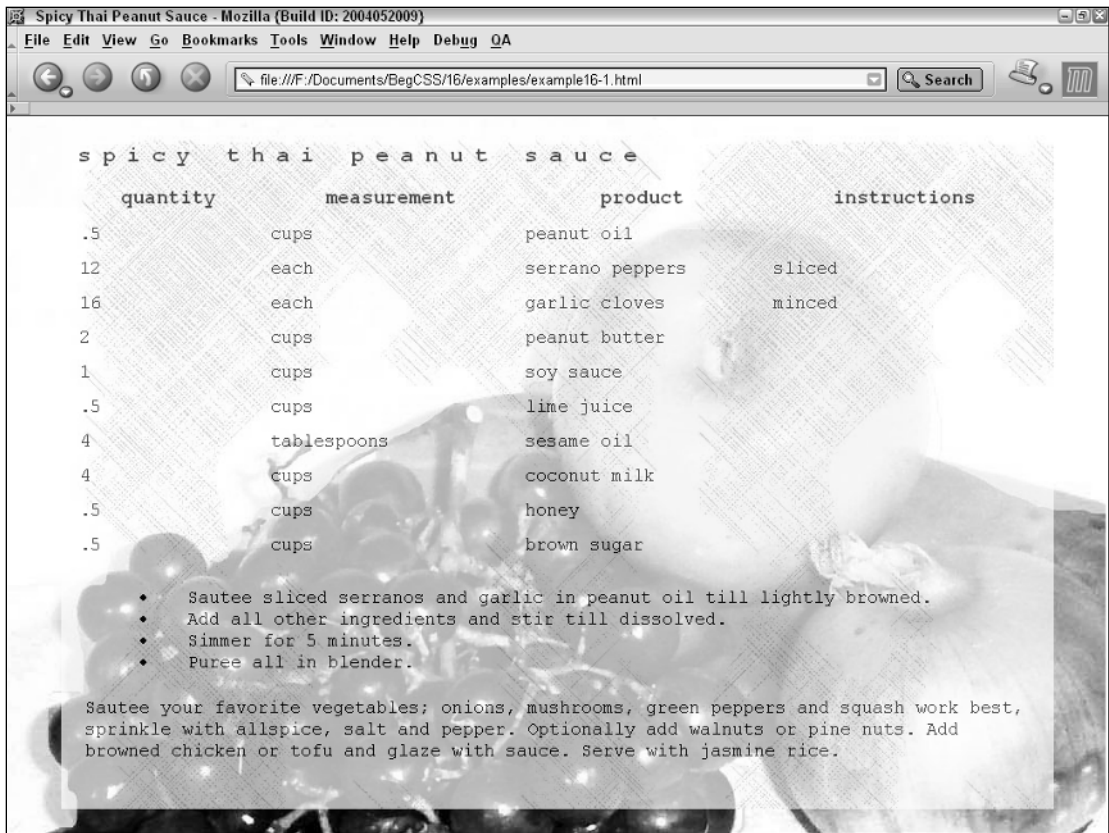 Spicy Thai Peanut Sauce - Mozilla {Build ID: 2004052009}
File Edit View Go Bookmarks Tools Window Help Debug QA
file:///F:/Documents/BegCSS/16/examples/example16-1.html Search
spicy thai peanut sauce
quantity measurement product instructions
.5 cups peanut oil
12 each serrano peppers sliced
16 each garlic cloves minced
2 cups peanut butter
1 cups soy sauce
.5 cups lime juice
4 tablespoons sesame oil
4 cups coconut milk
.5 cups honey
.5 cups brown sugar
• Sautee sliced serranos and garlic in peanut oil till lightly browned.
• Add all other ingredients and stir till dissolved.
• Simmer for 5 minutes.
• Puree all in blender.
Sautee your favorite vegetables; onions, mushrooms, green peppers and squash work best,
sprinkle with allspice, salt and pepper. Optionally add walnuts or pine nuts. Add
browned chicken or tofu and glaze with sauce. Serve with jasmine rice.